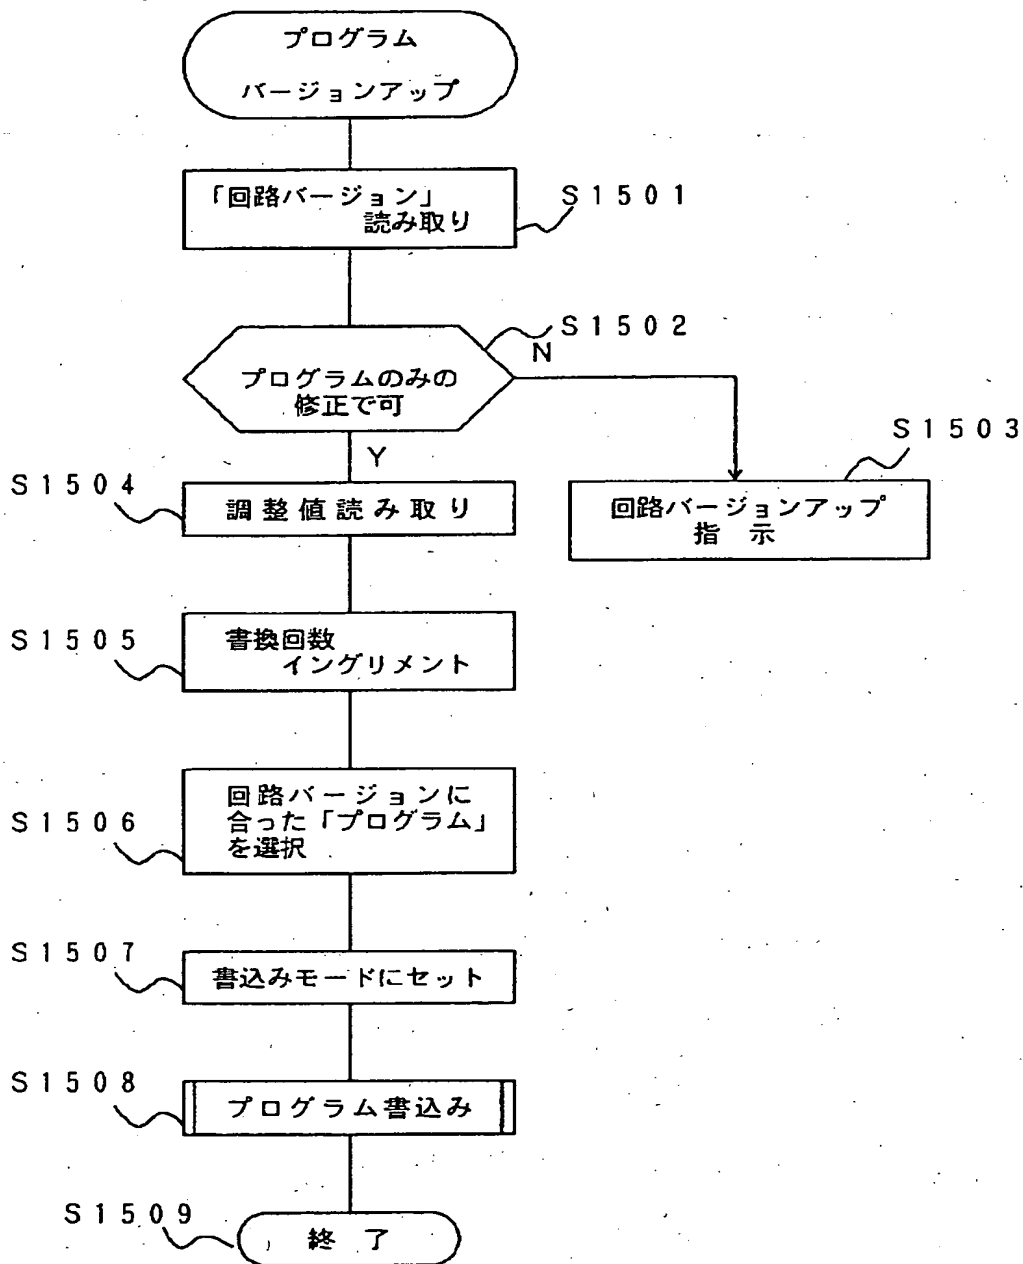 プログラム
バージョンアップ
「回路バージョン」
読み取り
S1501
S1502
プログラムのみの
修正で可
N
Y
S1503
回路バージョンアップ
指 示
S1504
調整値読み取り
S1505
書換回数
イングリメント
S1506
回路バージョンに
合った「プログラム」
を選択
S1507
書込みモードにセット
S1508
プログラム書込み
S1509
終 了